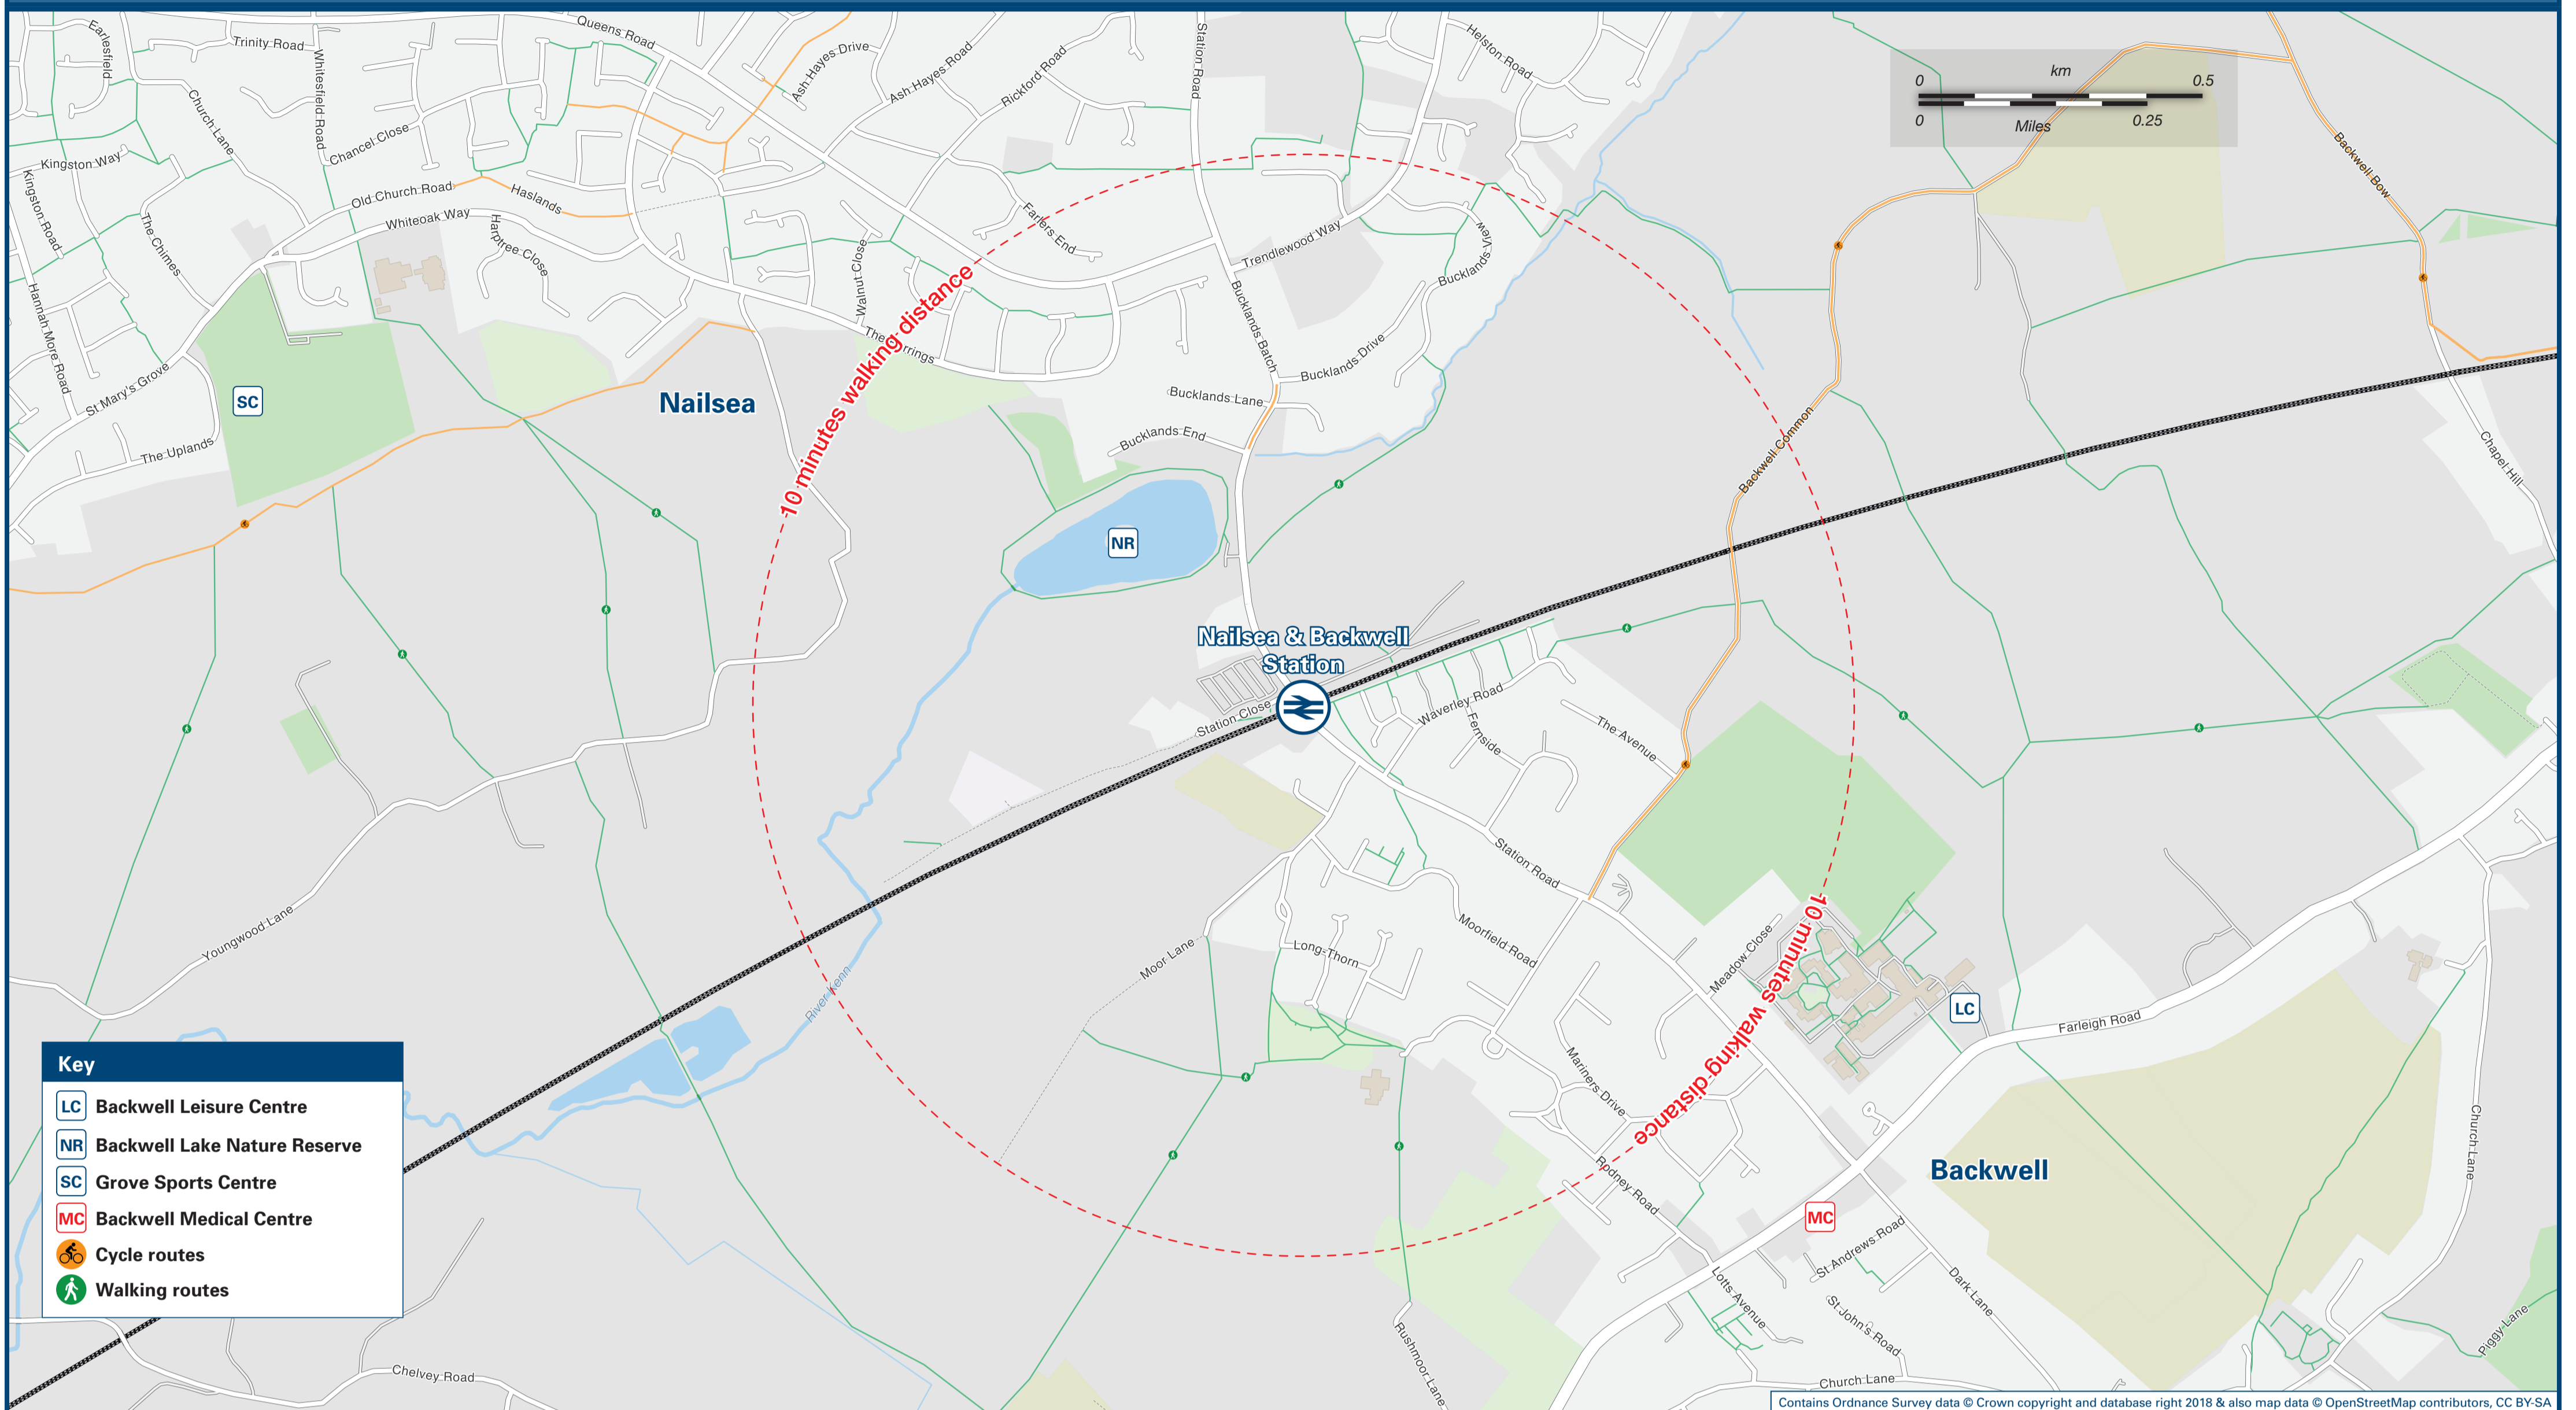 Earlesfield
Trinity Road
Whitesfield Road
Queens Road
Ash Hayes Drive
Ash Hayes Road
Rickford Road
Station Road
Helston Road
km
0
0.5
0
Miles
0.25
Backwell Bow
Church Lane
Chancel Close
Kingston Way
Kingston Road
Old Church Road
Haslands
Whiteoak Way
Harptree Close
The Chimes
Hannah More Road
St Mary's Grove
The Uplands
SC
Nailsea
Walnut Close
The Perrings
Farlers End
Trendlewood Way
Bucklands View
Bucklands Batch
Bucklands Drive
Bucklands Lane
Bucklands End
10 minutes walking distance
NR
Backwell Common
Chapel Hill
Nailsea & Backwell
Station
Station Close
Waverley Road
Fernside
The Avenue
Station Road
Moorfield Road
Long Thorn
Moor Lane
River Kenn
Youngwood Lane
Meadow Close
10 minutes walking distance
LC
Farleigh Road
Mariners Drive
Rodney Road
Backwell
MC
St Andrews Road
Dark Lane
Lotts Avenue
St John's Road
Church Lane
Church Lane
Piggy Lane
Rushmoor Lane
Chelvey Road
Key
LC Backwell Leisure Centre
NR Backwell Lake Nature Reserve
SC Grove Sports Centre
MC Backwell Medical Centre
Cycle routes
Walking routes
Contains Ordnance Survey data © Crown copyright and database right 2018 & also map data © OpenStreetMap contributors, CC BY-SA